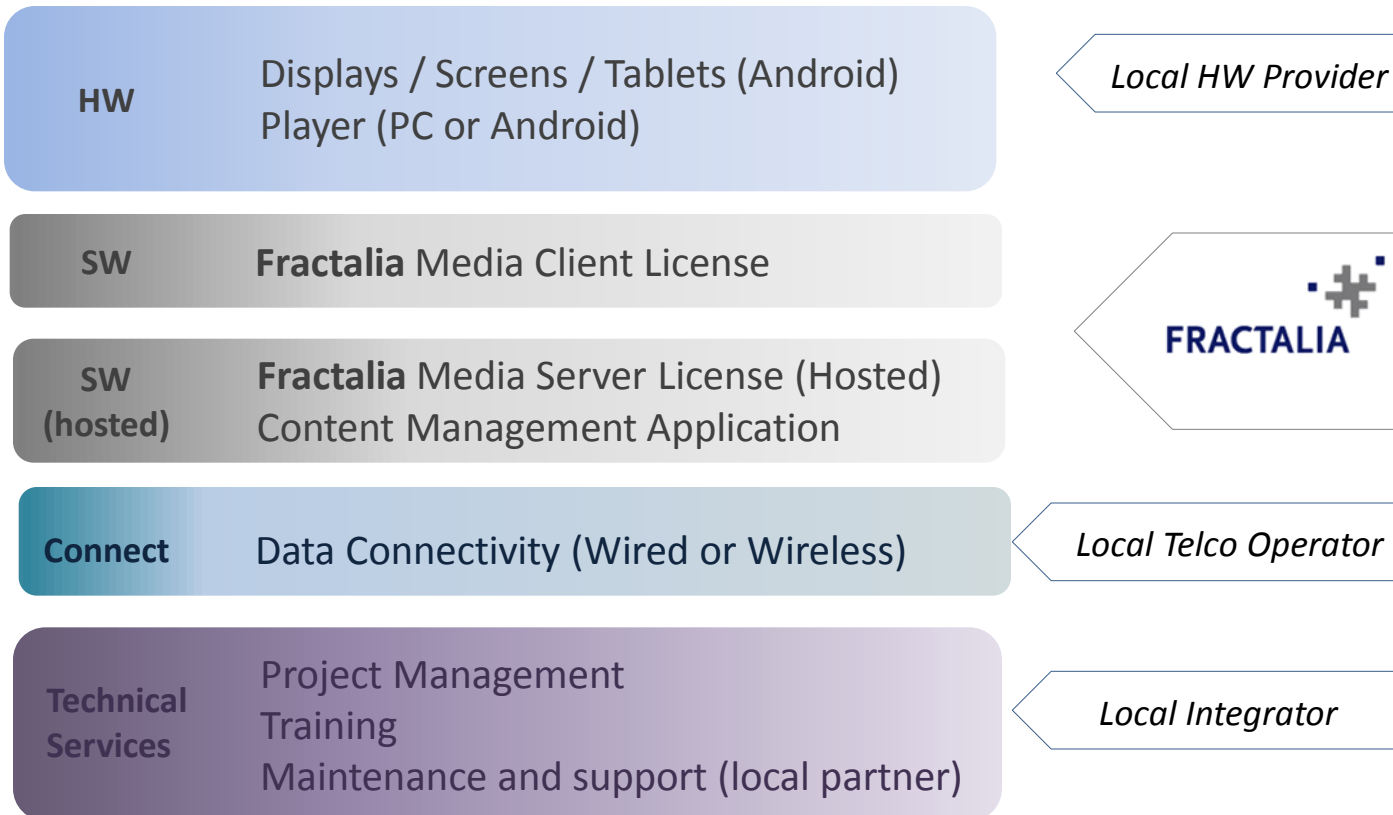 HW
Displays / Screens / Tablets (Android)
Player (PC or Android)
Local HW Provider
SW
Fractalia Media Client License
FRACTALIA
SW
(hosted)
Fractalia Media Server License (Hosted)
Content Management Application
Connect
Data Connectivity (Wired or Wireless)
Local Telco Operator
Technical
Services
Project Management
Training
Maintenance and support (local partner)
Local Integrator